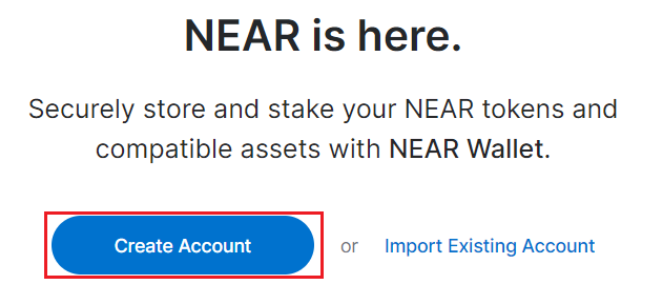 NEAR is here.
Securely store and stake your NEAR tokens and
compatible assets with NEAR Wallet.
Create Account or Import Existing Account